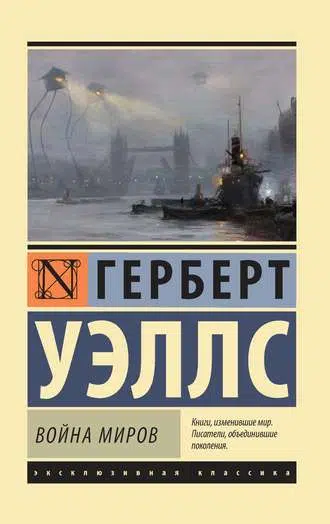 N ГЕРБЕРТ
УЭЛЛС
ВОЙНА МИРОВ
Книги, изменившие мир.
Писатели, объединившие
поколения.
эксклюзивная классика